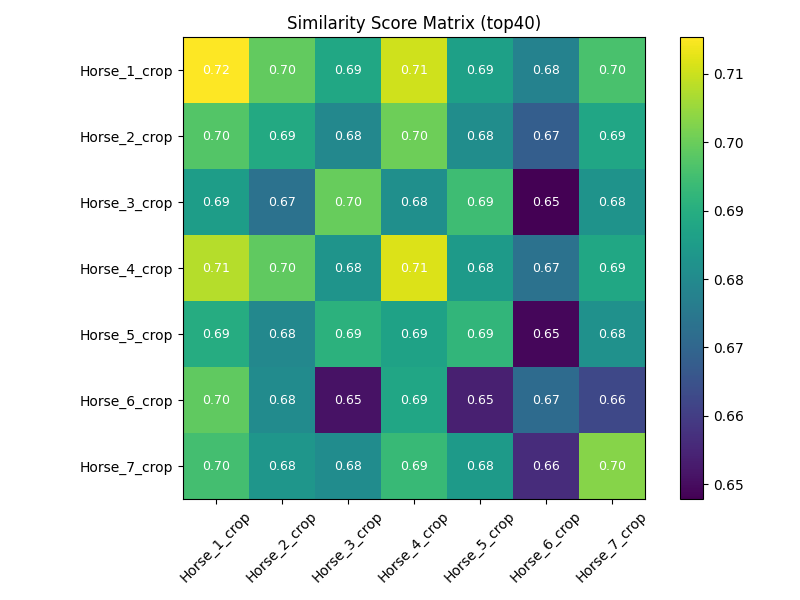 Similarity Score Matrix (top40)
Horse_1_crop 0.72 0.70 0.69 0.71 0.69 0.68 0.70
Horse_2_crop 0.70 0.69 0.68 0.70 0.68 0.67 0.69
Horse_3_crop 0.69 0.67 0.70 0.68 0.69 0.65 0.68
Horse_4_crop 0.71 0.70 0.68 0.71 0.68 0.67 0.69
Horse_5_crop 0.69 0.68 0.69 0.69 0.69 0.65 0.68
Horse_6_crop 0.70 0.68 0.65 0.69 0.65 0.67 0.66
Horse_7_crop 0.70 0.68 0.68 0.69 0.68 0.66 0.70
Horse_1_crop Horse_2_crop Horse_3_crop Horse_4_crop Horse_5_crop Horse_6_crop Horse_7_crop
0.71
0.70
0.69
0.68
0.67
0.66
0.65